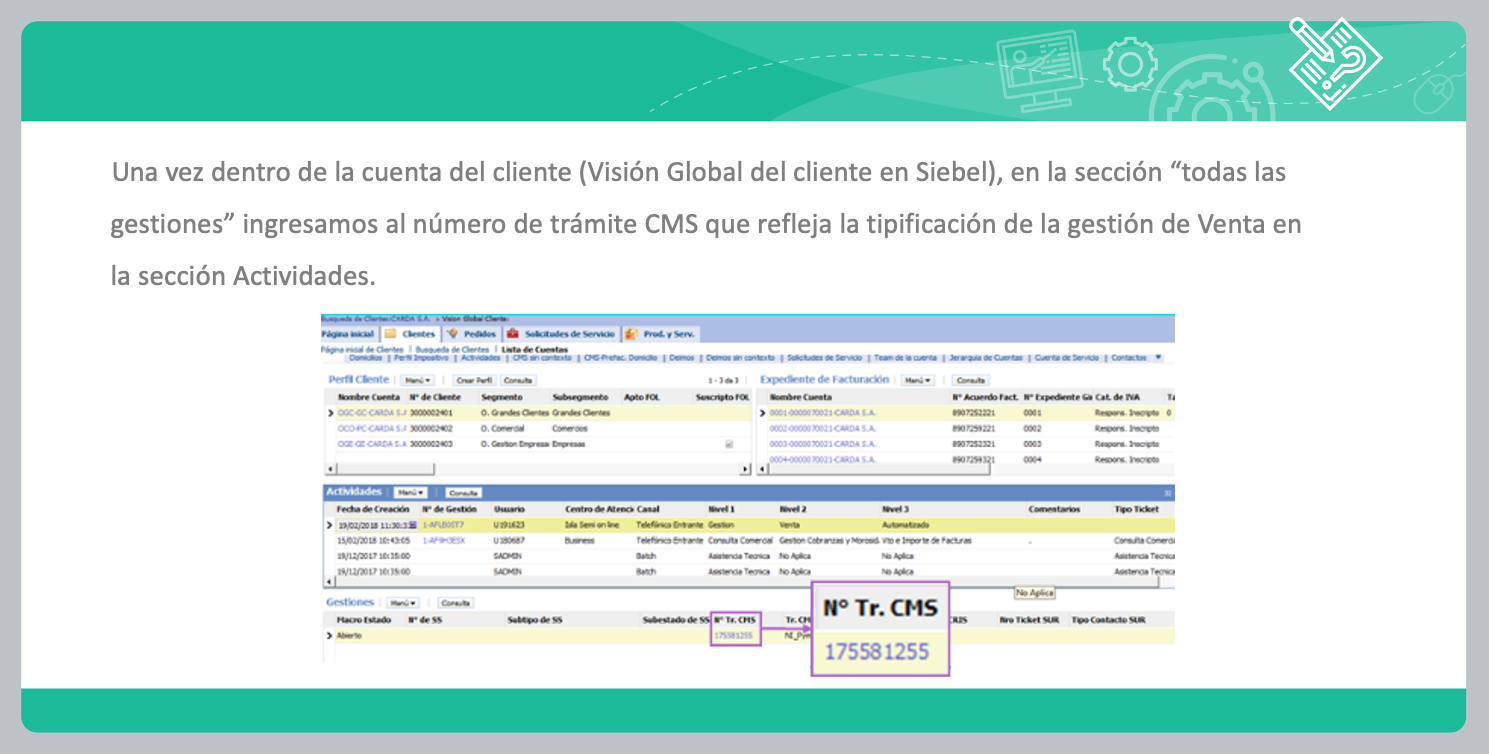 Una vez dentro de la cuenta del cliente (Visión Global del cliente en Siebel), en la sección “todas las
gestiones” ingresamos al número de trámite CMS que refleja la tipificación de la gestión de Venta en
la sección Actividades.
Busqueda de Clientes:CARDA S.A. > Vision Global Cliente:
Página inicial Clientes Pedidos Solicitudes de Servicio Prod. y Serv.
Página inicial de Clientes | Busqueda de Clientes | Lista de Cuentas
Domicilios | Perfil Impositivo | Actividades | CMS sin contexto | CMS-Prefac. Domicilio | Deimos | Deimos sin contexto | Solicitudes de Servicio | Team de la cuenta | Jerarquia de Cuentas | Cuenta de Servicio | Contactos
Perfil Cliente | Menú | Crear Perfil Consulta 1 - 3 de 3 | Expediente de Facturación | Menú | Consulta
Nombre Cuenta Nº de Cliente Segmento Subsegmento Apto FOL Suscripto FOL Nombre Cuenta Nº Acuerdo Fact. Nº Expediente Gir Cat. de IVA
OGC-GC-CARDA S.A 3000002401 O. Grandes Clientes Grandes Clientes 0001-0000070021-CARDA S.A. 8907252221 0001 Respons. Inscripto 0
OCO-PC-CARDA S.A 3000002402 O. Comercial Comercios 0002-0000070021-CARDA S.A. 8907259221 0002 Respons. Inscripto
OGE-GE-CARDA S.A 3000002403 O. Gestion Empresa: Empresas 0003-0000070021-CARDA S.A. 8907252321 0003 Respons. Inscripto
0004-0000070021-CARDA S.A. 8907259321 0004 Respons. Inscripto
Actividades | Menú | Consulta
Fecha de Creación Nº de Gestión Usuario Centro de Atenci Canal Nivel 1 Nivel 2 Nivel 3 Comentarios Tipo Ticket
19/02/2018 11:30:3 U191623 Isla Semi on line Telefónico Entrante Gestion Venta Automatizado
15/02/2018 10:43:05 U180687 Business Telefónico Entrante Consulta Comercial Gestion Cobranzas y Morosid: Vto e Importe de Facturas . Consulta Comercia
19/12/2017 10:35:00 SADMIN Batch Asistencia Tecnica No Aplica No Aplica Asistencia Tecnica
19/12/2017 10:35:00 SADMIN Batch Asistencia Tecnica No Aplica No Aplica Asistencia Tecnica
No Aplica
Gestiones | Menú | Consulta
Macro Estado Nº de SS Subtipo de SS Subestado de SS Nº Tr. CMS Tr. CM Nro Ticket SUR Tipo Contacto SUR
Abierto 175581255
Nº Tr. CMS
175581255